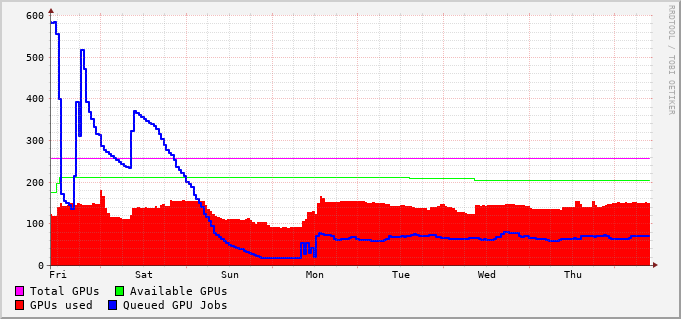 600
500
400
300
200
100
0
Fri Sat Sun Mon Tue Wed Thu
Total GPUs Available GPUs
GPUs used Queued GPU Jobs
RRDTOOL / TOBI OETIKER